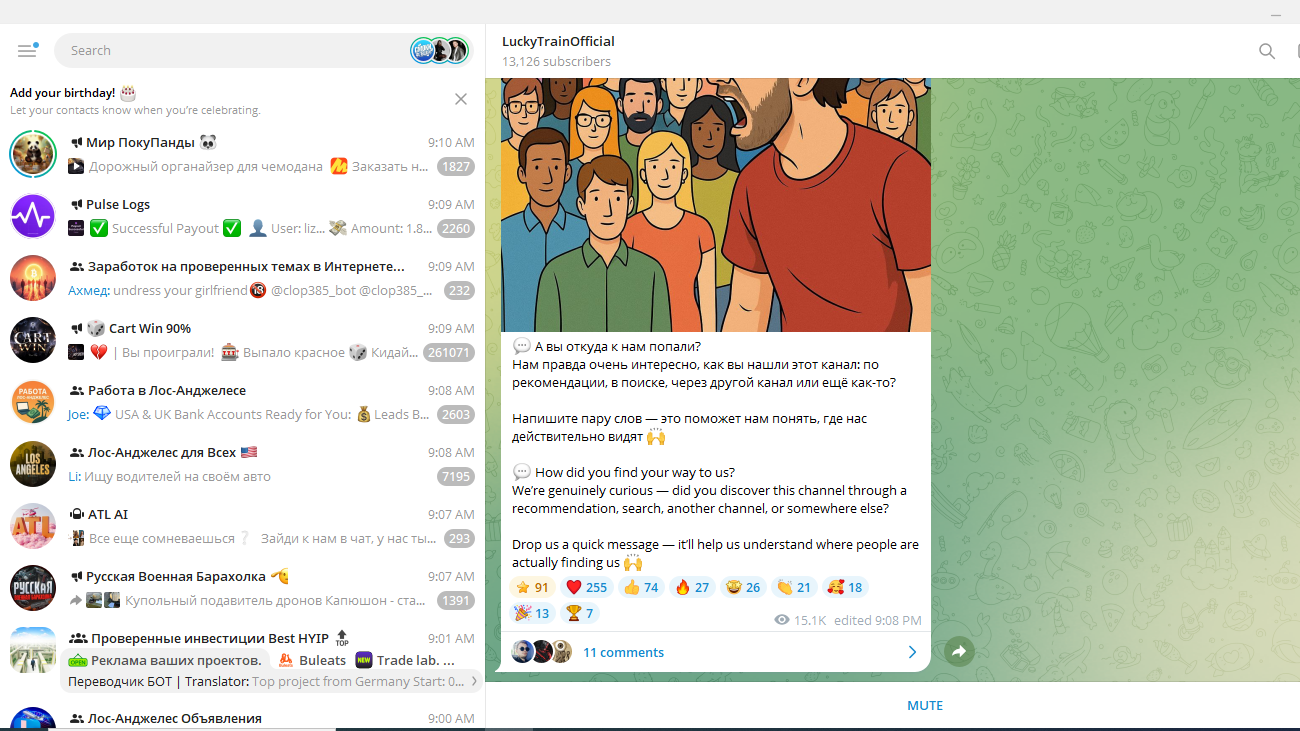 Search
Add your birthday! 🎂
Let your contacts know when you're celebrating.
Мир ПокуПанды 🐼 9:10 AM
Дорожный органайзер для чемодана Заказать н... 1827
Pulse Logs 9:09 AM
✅ Successful Payout ✅ 👤 User: liz... 💸 Amount: 1.8... 2260
Заработок на проверенных темах в Интернете... 9:09 AM
Ахмед: undress your girlfriend🔞 @clop385_bot @clop385_... 232
🎲 Cart Win 90% 9:09 AM
💔 | Вы проиграли! 🎰 Выпало красное 🎲 Кидай... 261071
Работа в Лос-Анджелесе 9:08 AM
Joe: 💎 USA & UK Bank Accounts Ready for You: 💰 Leads B... 2603
Лос-Анджелес для Всех 🇺🇸 9:08 AM
Li: Ищу водителей на своём авто 7195
ATL AI 9:07 AM
Все еще сомневаешься ❔ Зайди к нам в чат, у нас ты... 293
Русская Военная Барахолка 🫡 9:07 AM
Купольный подавитель дронов Капюшон - ста... 1391
Проверенные инвестиции Best HYIP TOP 9:01 AM
OPEN Реклама ваших проектов. Buleats NEW Trade lab. ...
Переводчик БОТ | Translator: Top project from Germany Start: 0...
Лос-Анджелес Объявления 9:00 AM
РАБОТА
LOS ANGELES
CART WIN
ATL
РУССКАЯ
LuckyTrainOfficial
13,126 subscribers
💬 А вы откуда к нам попали?
Нам правда очень интересно, как вы нашли этот канал: по
рекомендации, в поиске, через другой канал или ещё как-то?
Напишите пару слов — это поможет нам понять, где нас
действительно видят 🙌
💬 How did you find your way to us?
We're genuinely curious — did you discover this channel through a
recommendation, search, another channel, or somewhere else?
Drop us a quick message — it'll help us understand where people are
actually finding us 🙌
⭐ 91 ❤️ 255 👍 74 🔥 27 🤩 26 👏 21 🥰 18
🎉 13 🏆 7
15.1K edited 9:08 PM
11 comments
MUTE